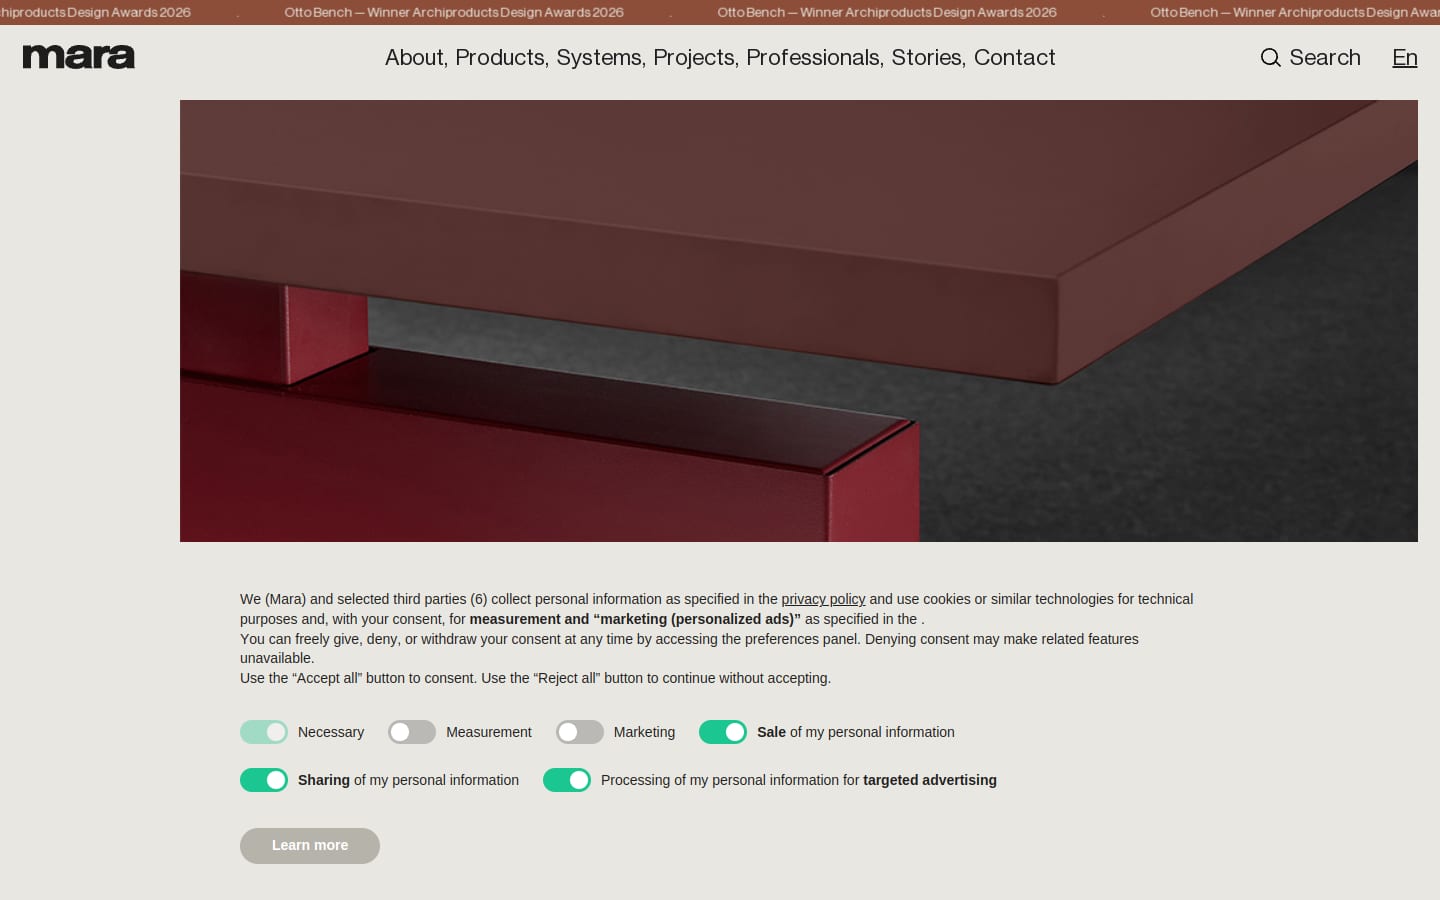 hiproducts Design Awards 2026 . Otto Bench — Winner Archiproducts Design Awards 2026 . Otto Bench — Winner Archiproducts Design Awards 2026 . Otto Bench — Winner Archiproducts Design Awar
mara About, Products, Systems, Projects, Professionals, Stories, Contact Search En
We (Mara) and selected third parties (6) collect personal information as specified in the privacy policy and use cookies or similar technologies for technical
purposes and, with your consent, for measurement and “marketing (personalized ads)” as specified in the .
You can freely give, deny, or withdraw your consent at any time by accessing the preferences panel. Denying consent may make related features
unavailable.
Use the “Accept all” button to consent. Use the “Reject all” button to continue without accepting.
Necessary Measurement Marketing Sale of my personal information
Sharing of my personal information Processing of my personal information for targeted advertising
Learn more